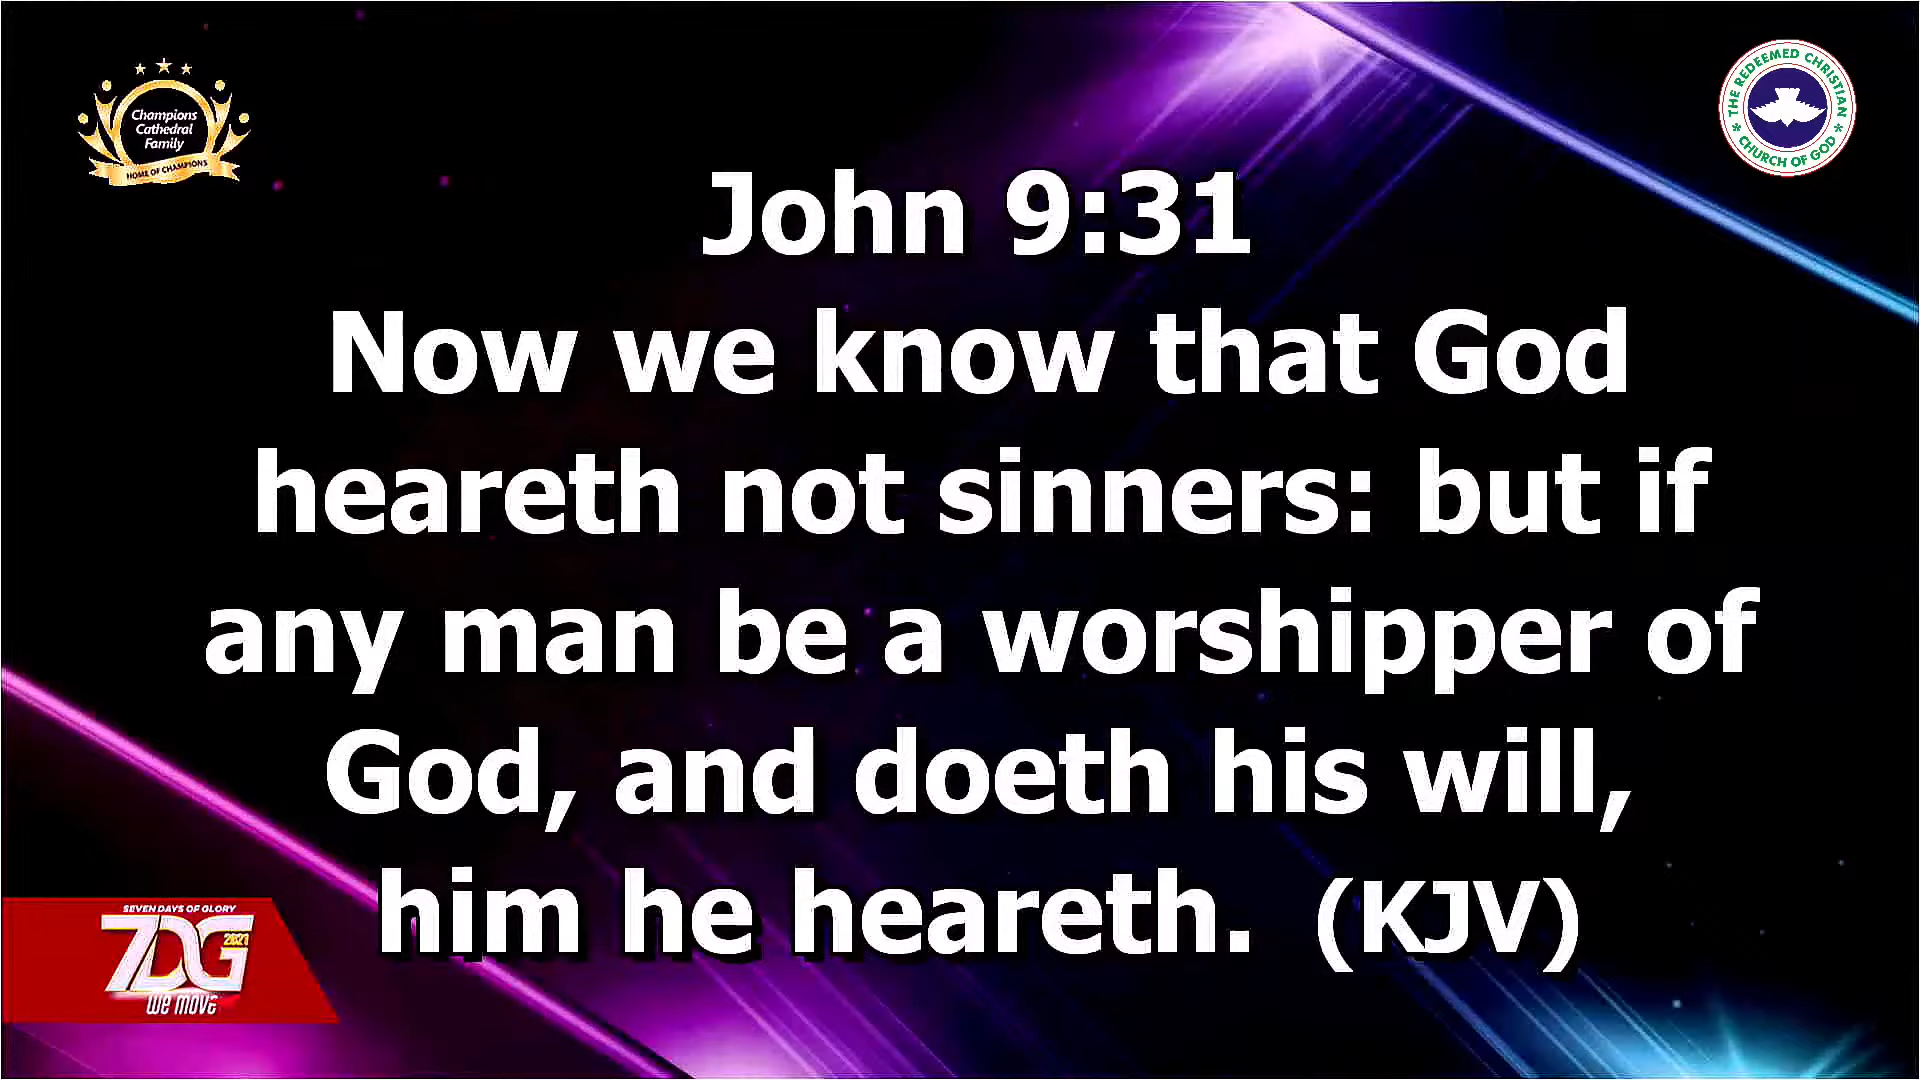 Champions
Cathedral
Family
HOME OF CHAMPIONS
THE REDEEMED CHRISTIAN
* CHURCH OF GOD *
John 9:31
Now we know that God
heareth not sinners: but if
any man be a worshipper of
God, and doeth his will,
him he heareth. (KJV)
SEVEN DAYS OF GLORY
7DG
2021
We move